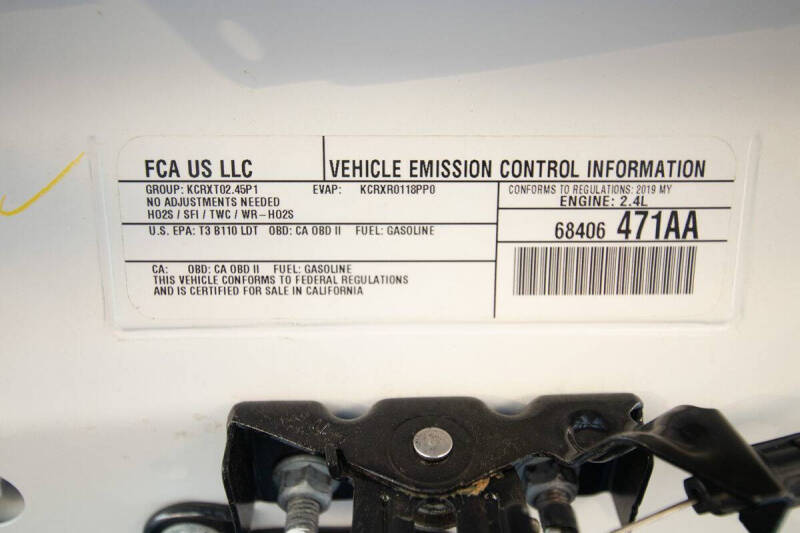 FCA US LLC
VEHICLE EMISSION CONTROL INFORMATION
GROUP: KCRXT02.45P1 EVAP: KCRXR0118PP0
NO ADJUSTMENTS NEEDED
HO2S / SFI / TWC / WR-HO2S
CONFORMS TO REGULATIONS: 2019 MY
ENGINE: 2.4L
U.S. EPA: T3 B110 LDT OBD: CA OBD II FUEL: GASOLINE
68406 471AA
CA: OBD: CA OBD II FUEL: GASOLINE
THIS VEHICLE CONFORMS TO FEDERAL REGULATIONS
AND IS CERTIFIED FOR SALE IN CALIFORNIA